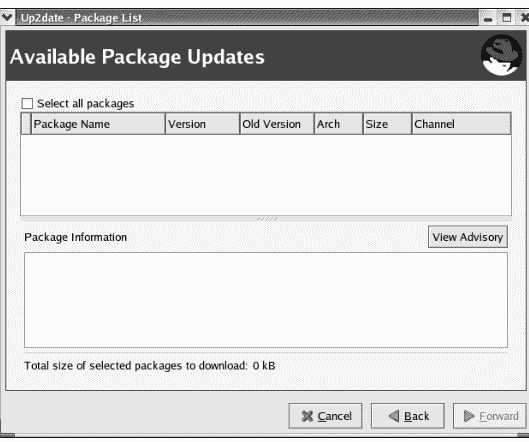 Up2date - Package List
Available Package Updates
Select all packages
Package Name Version Old Version Arch Size Channel
Package Information View Advisory
Total size of selected packages to download: 0 kB
Cancel Back Forward